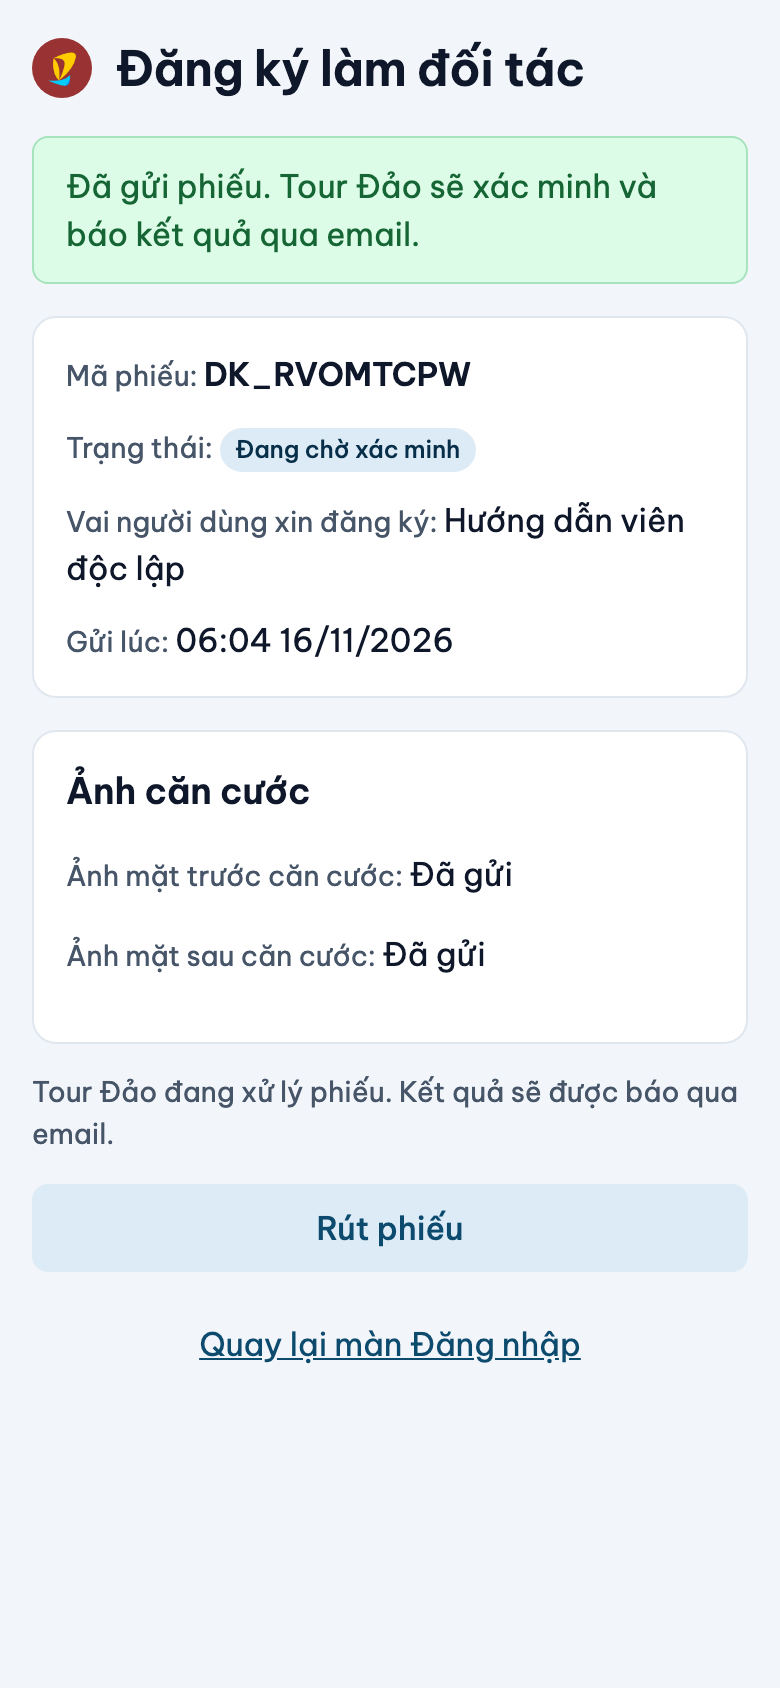 Đăng ký làm đối tác
Đã gửi phiếu. Tour Đảo sẽ xác minh và
báo kết quả qua email.
Mã phiếu: DK_RVOMTCPW
Trạng thái: Đang chờ xác minh
Vai người dùng xin đăng ký: Hướng dẫn viên
độc lập
Gửi lúc: 06:04 16/11/2026
Ảnh căn cước
Ảnh mặt trước căn cước: Đã gửi
Ảnh mặt sau căn cước: Đã gửi
Tour Đảo đang xử lý phiếu. Kết quả sẽ được báo qua
email.
Rút phiếu
Quay lại màn Đăng nhập